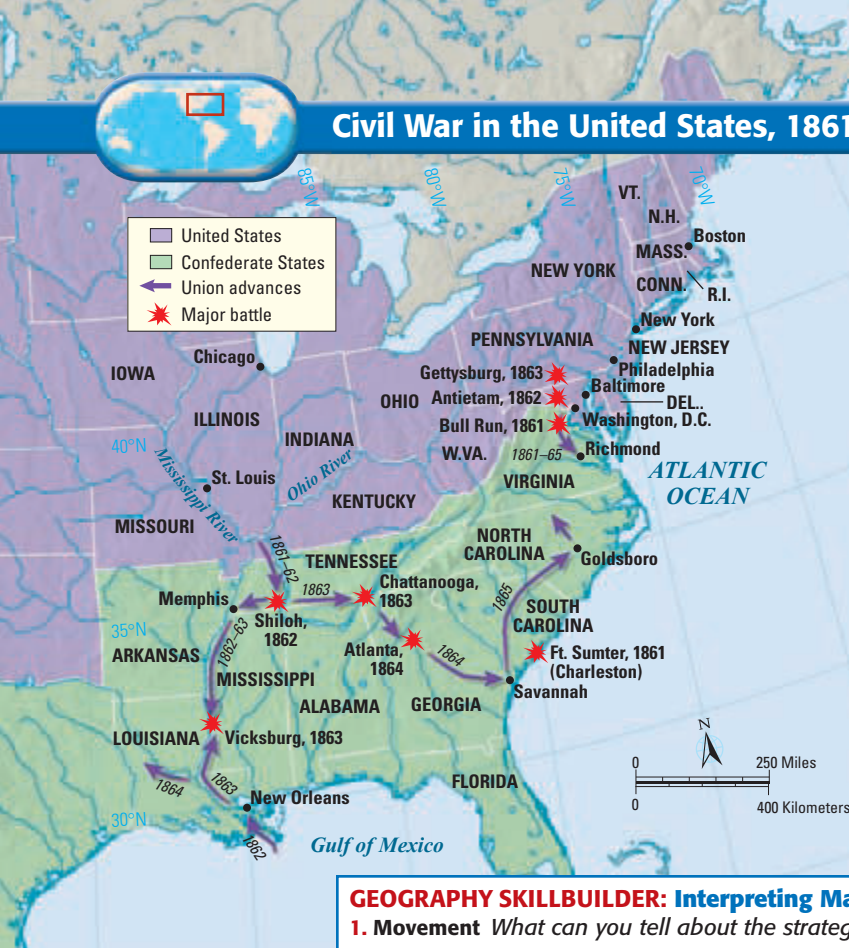 Civil War in the United States, 1861
85°W
80°W
75°W
70°W
United States
Confederate States
Union advances
Major battle
VT.
N.H.
Boston
MASS.
NEW YORK
CONN.
R.I.
New York
PENNSYLVANIA
NEW JERSEY
Philadelphia
Chicago
IOWA
Gettysburg, 1863
Baltimore
OHIO
Antietam, 1862
DEL..
ILLINOIS
Bull Run, 1861
Washington, D.C.
INDIANA
40°N
W.VA.
1861–65
Richmond
Mississippi River
St. Louis
Ohio River
VIRGINIA
ATLANTIC
OCEAN
KENTUCKY
MISSOURI
1861–62
TENNESSEE
NORTH
CAROLINA
Goldsboro
Memphis
1863
Chattanooga,
1863
Shiloh,
1862
1865
SOUTH
CAROLINA
35°N
1862–63
ARKANSAS
Atlanta,
1864
1864
Ft. Sumter, 1861
(Charleston)
MISSISSIPPI
Savannah
ALABAMA
GEORGIA
LOUISIANA
Vicksburg, 1863
N
1864
1863
New Orleans
FLORIDA
0
250 Miles
0
400 Kilometers
30°N
1862
Gulf of Mexico
GEOGRAPHY SKILLBUILDER: Interpreting Ma
1. Movement What can you tell about the strateg